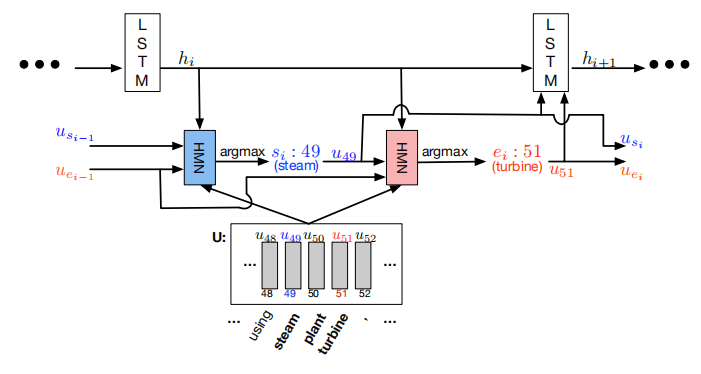 LSTM
LSTM
h_i
h_{i+1}
u_{s_{i-1}}
u_{e_{i-1}}
HMN
argmax
s_i : 49
(steam)
u_{49}
HMN
argmax
e_i : 51
(turbine)
u_{51}
u_{s_i}
u_{e_i}
U:
u_{48} u_{49} u_{50} u_{51} u_{52}
... ...
48 49 50 51 52
... using steam plant turbine , ...